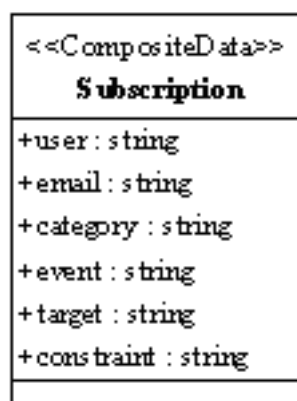 <<CompositeData>>
Subscription
+user : string
+email : string
+category : string
+event : string
+target : string
+constraint : string